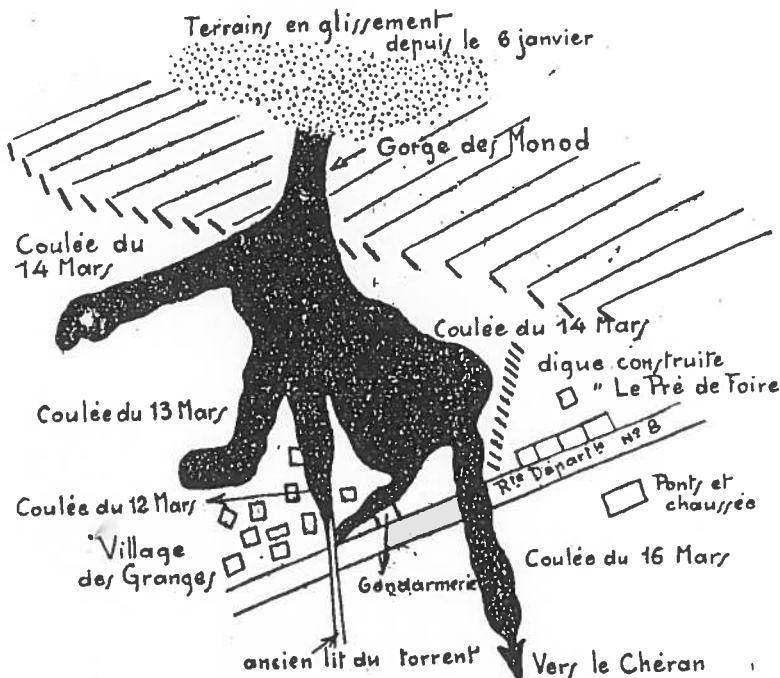 Terrains en glissement
depuis le 6 janvier
Gorge des Monod
Coulée du
14 Mars
Coulée du 14 Mars
digue construite
" Le Pré de Foire
Coulée du 13 Mars
Rte Départle N° 8
Ponts et
chaussée
Coulée du 12 Mars
Village
des Granges
Gendarmerie
Coulée du 16 Mars
ancien lit du torrent
Vers le Chéran